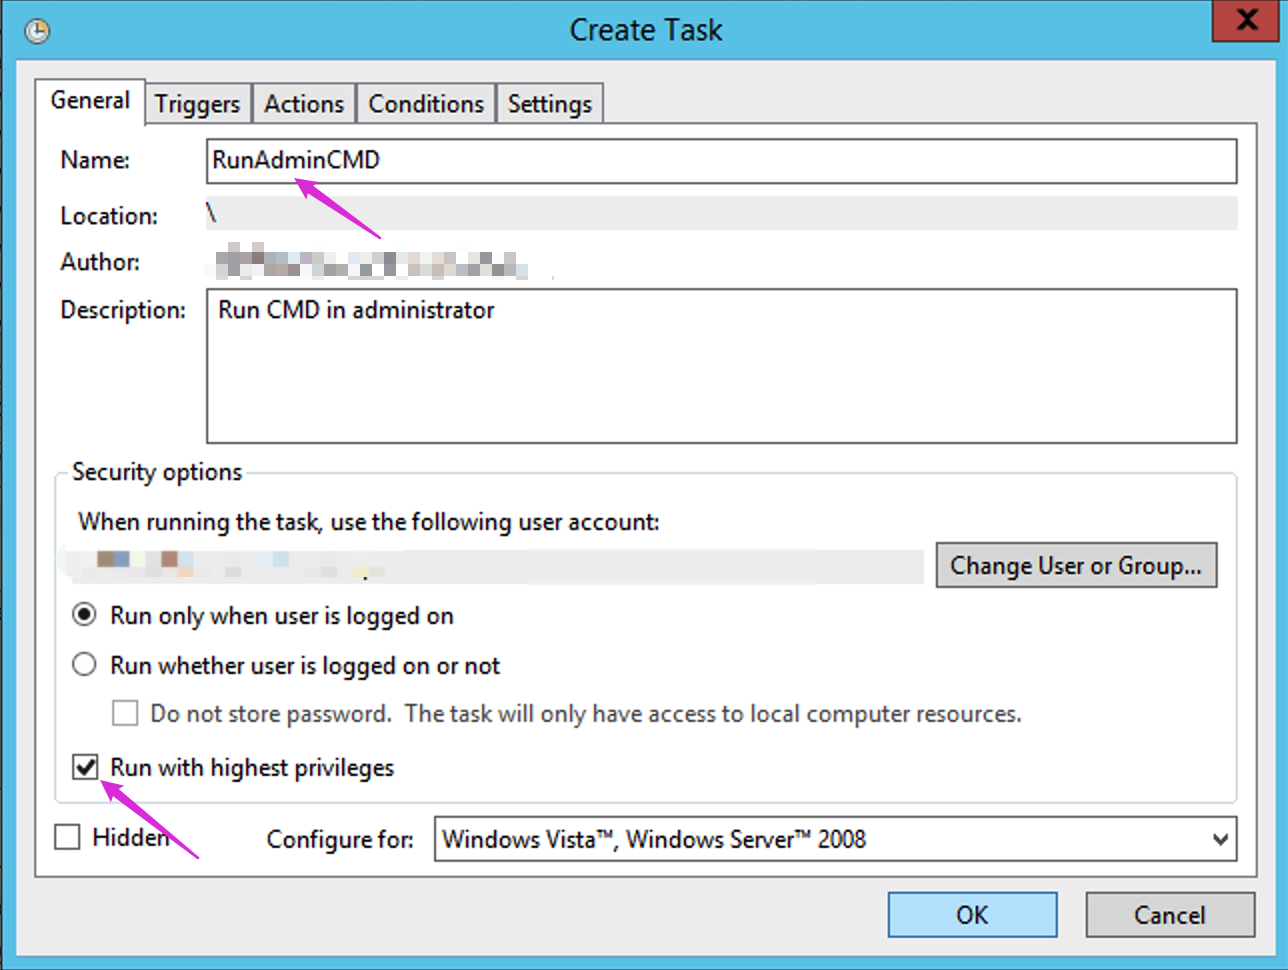 Create Task
General Triggers Actions Conditions Settings
Name: RunAdminCMD
Location: \
Author:
Description: Run CMD in administrator
Security options
When running the task, use the following user account:
Change User or Group...
Run only when user is logged on
Run whether user is logged on or not
Do not store password. The task will only have access to local computer resources.
Run with highest privileges
Hidden Configure for: Windows Vista™, Windows Server™ 2008
OK Cancel